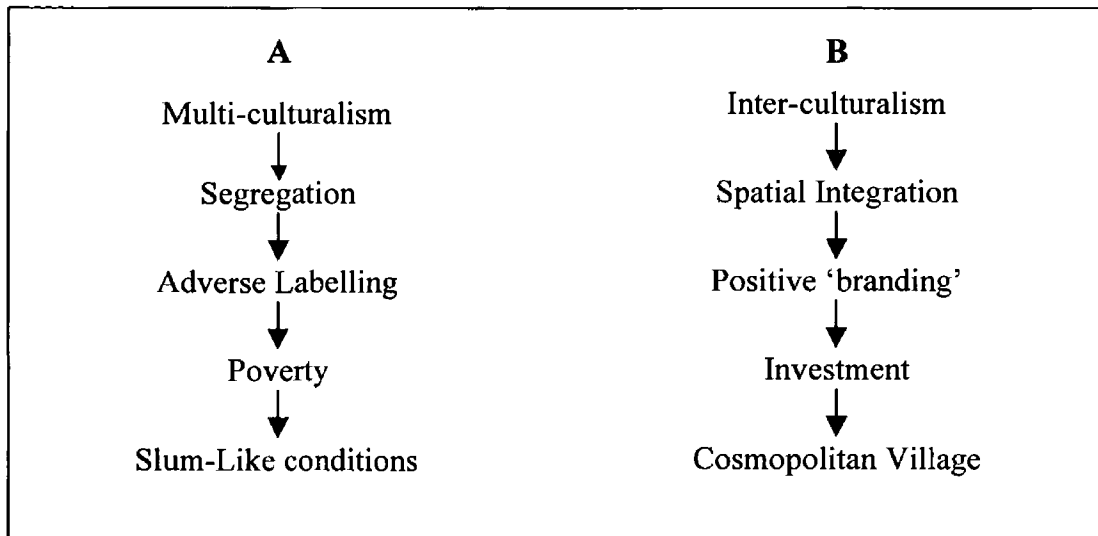 A
Multi-culturalism
Segregation
Adverse Labelling
Poverty
Slum-Like conditions
B
Inter-culturalism
Spatial Integration
Positive ‘branding’
Investment
Cosmopolitan Village